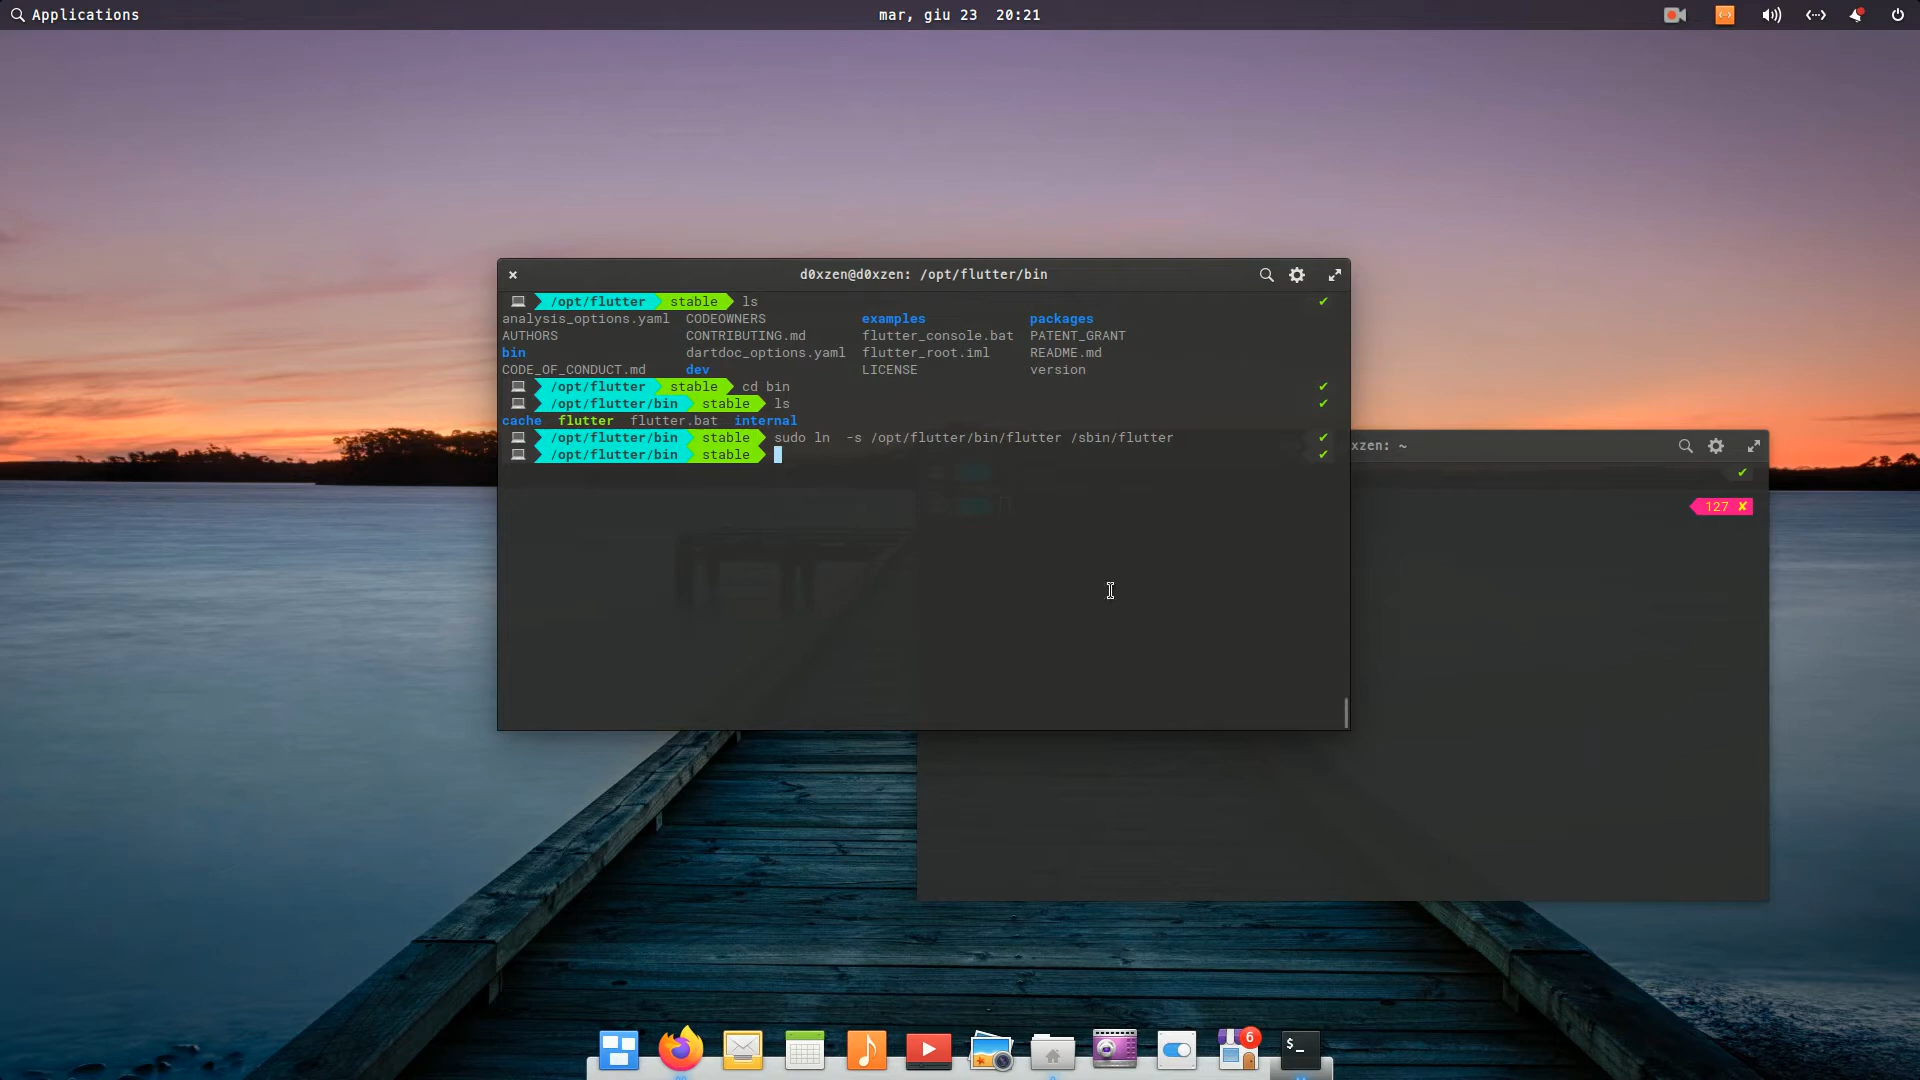 Applications
mar, giu 23 20:21
d0xzen@d0xzen: /opt/flutter/bin
/opt/flutter stable ls ✔
analysis_options.yaml CODEOWNERS examples packages
AUTHORS CONTRIBUTING.md flutter_console.bat PATENT_GRANT
bin dartdoc_options.yaml flutter_root.iml README.md
CODE_OF_CONDUCT.md dev LICENSE version
/opt/flutter stable cd bin ✔
/opt/flutter/bin stable ls ✔
cache flutter flutter.bat internal
/opt/flutter/bin stable sudo ln  -s /opt/flutter/bin/flutter /sbin/flutter ✔
/opt/flutter/bin stable ✔
xzen: ~
✔
127 ✘
6
$_